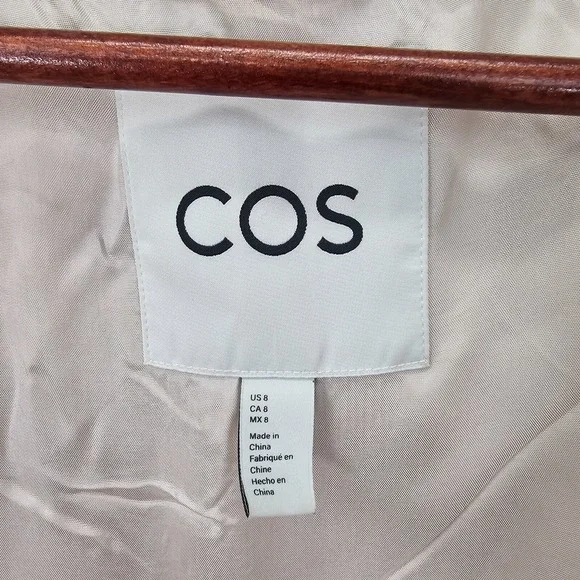 COS
US 8
CA 8
MX 8
Made in
China
Fabriqué en
Chine
Hecho en
China